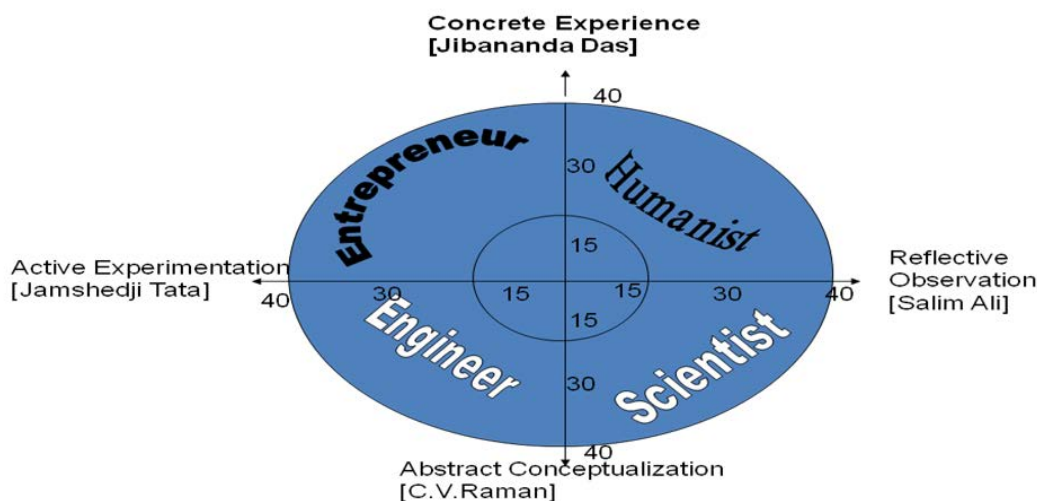 Concrete Experience
[Jibananda Das]
40
Entrepreneur
30
Humanist
15
Active Experimentation
[Jamshedji Tata]
Reflective
Observation
[Salim Ali]
40
30
15
15
30
40
15
Engineer
Scientist
30
40
Abstract Conceptualization
[C.V.Raman]